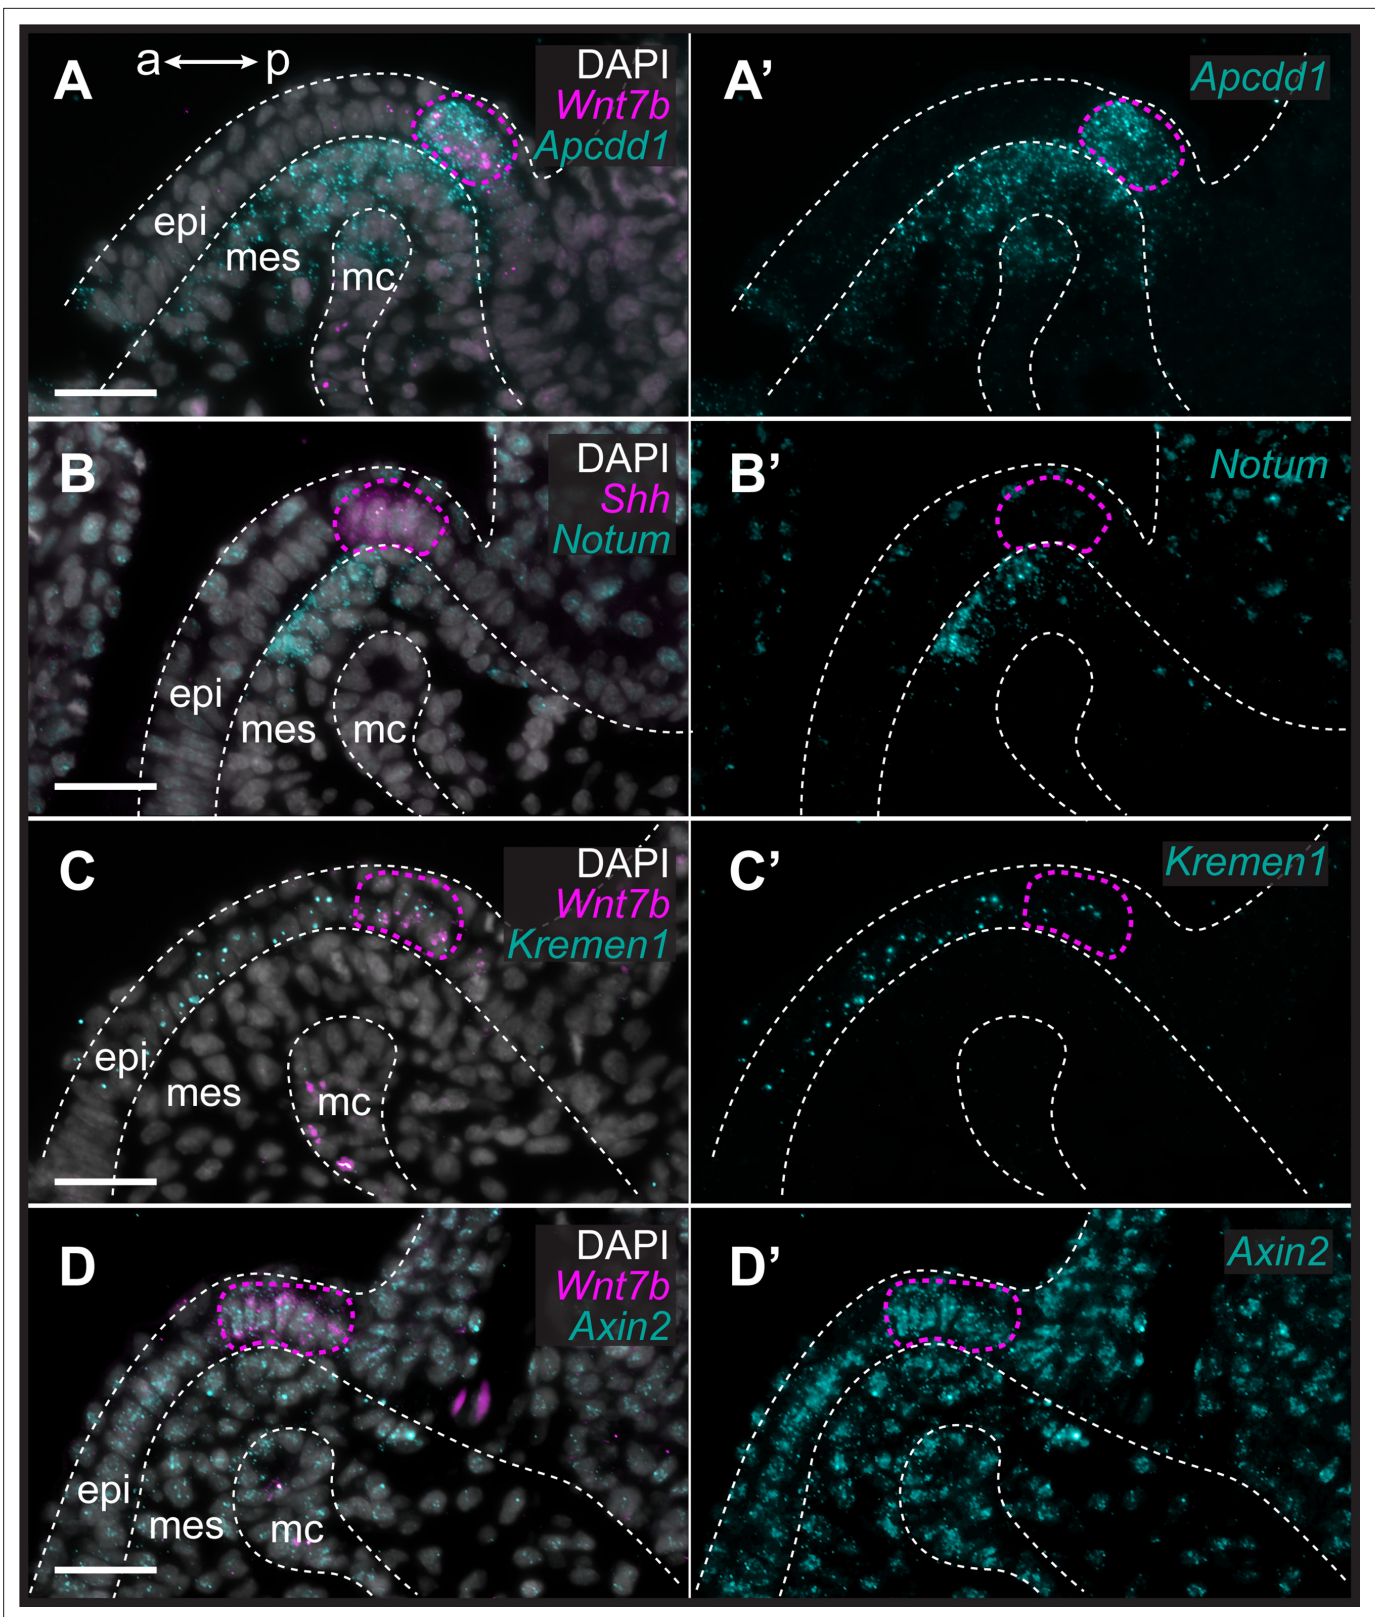 A
a p
DAPI
Wnt7b
Apcdd1
epi
mes
mc
A’
Apcdd1
B
DAPI
Shh
Notum
epi
mes
mc
B’
Notum
C
DAPI
Wnt7b
Kremen1
epi
mes
mc
C’
Kremen1
D
DAPI
Wnt7b
Axin2
epi
mes
mc
D’
Axin2